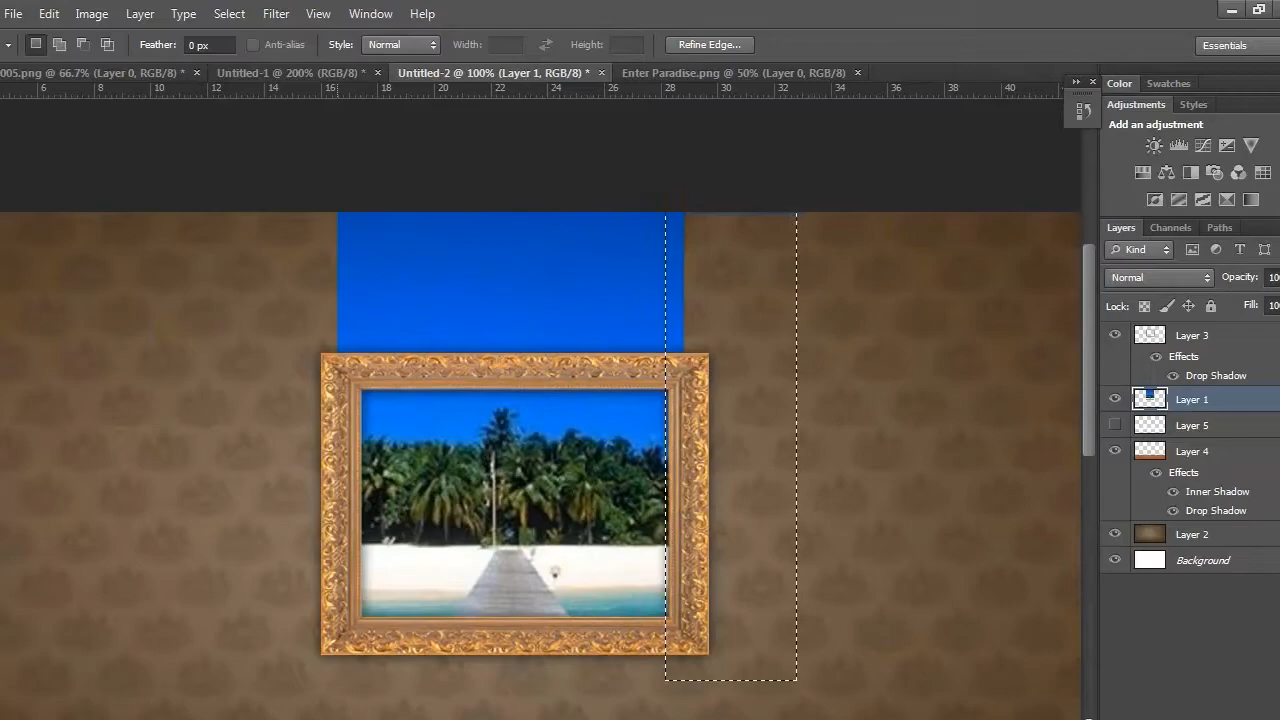 File Edit Image Layer Type Select Filter View Window Help
Feather: 0 px Anti-alias Style: Normal Width: Height: Refine Edge... Essentials
005.png @ 66.7% (Layer 0, RGB/8) * × Untitled-1 @ 200% (RGB/8) * × Untitled-2 @ 100% (Layer 1, RGB/8) * × Enter Paradise.png @ 50% (Layer 0, RGB/8) ×
6 8 10 12 14 16 18 20 22 24 26 28 30 32 34 36 38 40
Color Swatches
Adjustments Styles
Add an adjustment
Layers Channels Paths
Kind
Normal Opacity: 10
Lock: Fill: 10
Layer 3
Effects
Drop Shadow
Layer 1
Layer 5
Layer 4
Effects
Inner Shadow
Drop Shadow
Layer 2
Background